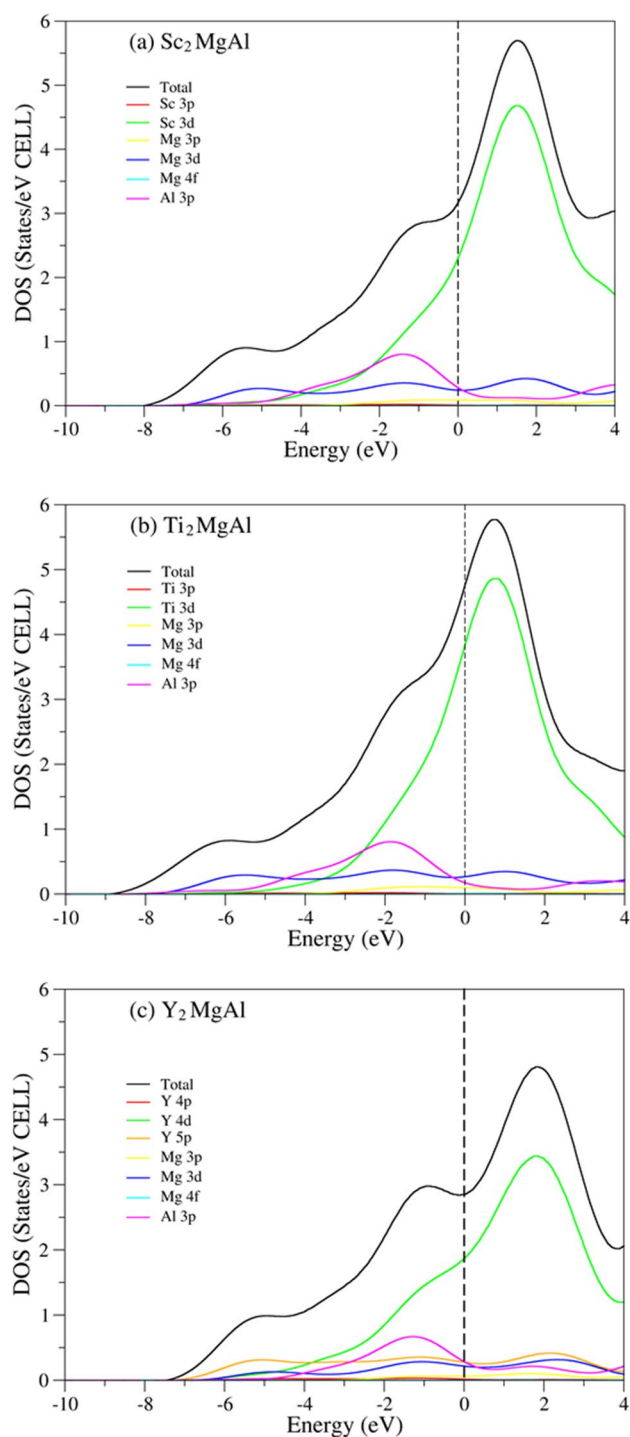 6
(a) Sc2MgAl
5
Total
Sc 3p
Sc 3d
Mg 3p
Mg 3d
Mg 4f
Al 3p
4
3
2
1
0
DOS (States/eV CELL)
-10 -8 -6 -4 -2 0 2 4
Energy (eV)
6
(b) Ti2MgAl
5
Total
Ti 3p
Ti 3d
Mg 3p
Mg 3d
Mg 4f
Al 3p
4
3
2
1
0
DOS (States/eV CELL)
-10 -8 -6 -4 -2 0 2 4
Energy (eV)
6
(c) Y2MgAl
5
Total
Y 4p
Y 4d
Y 5p
Mg 3p
Mg 3d
Mg 4f
Al 3p
4
3
2
1
0
DOS (States/eV CELL)
-10 -8 -6 -4 -2 0 2 4
Energy (eV)